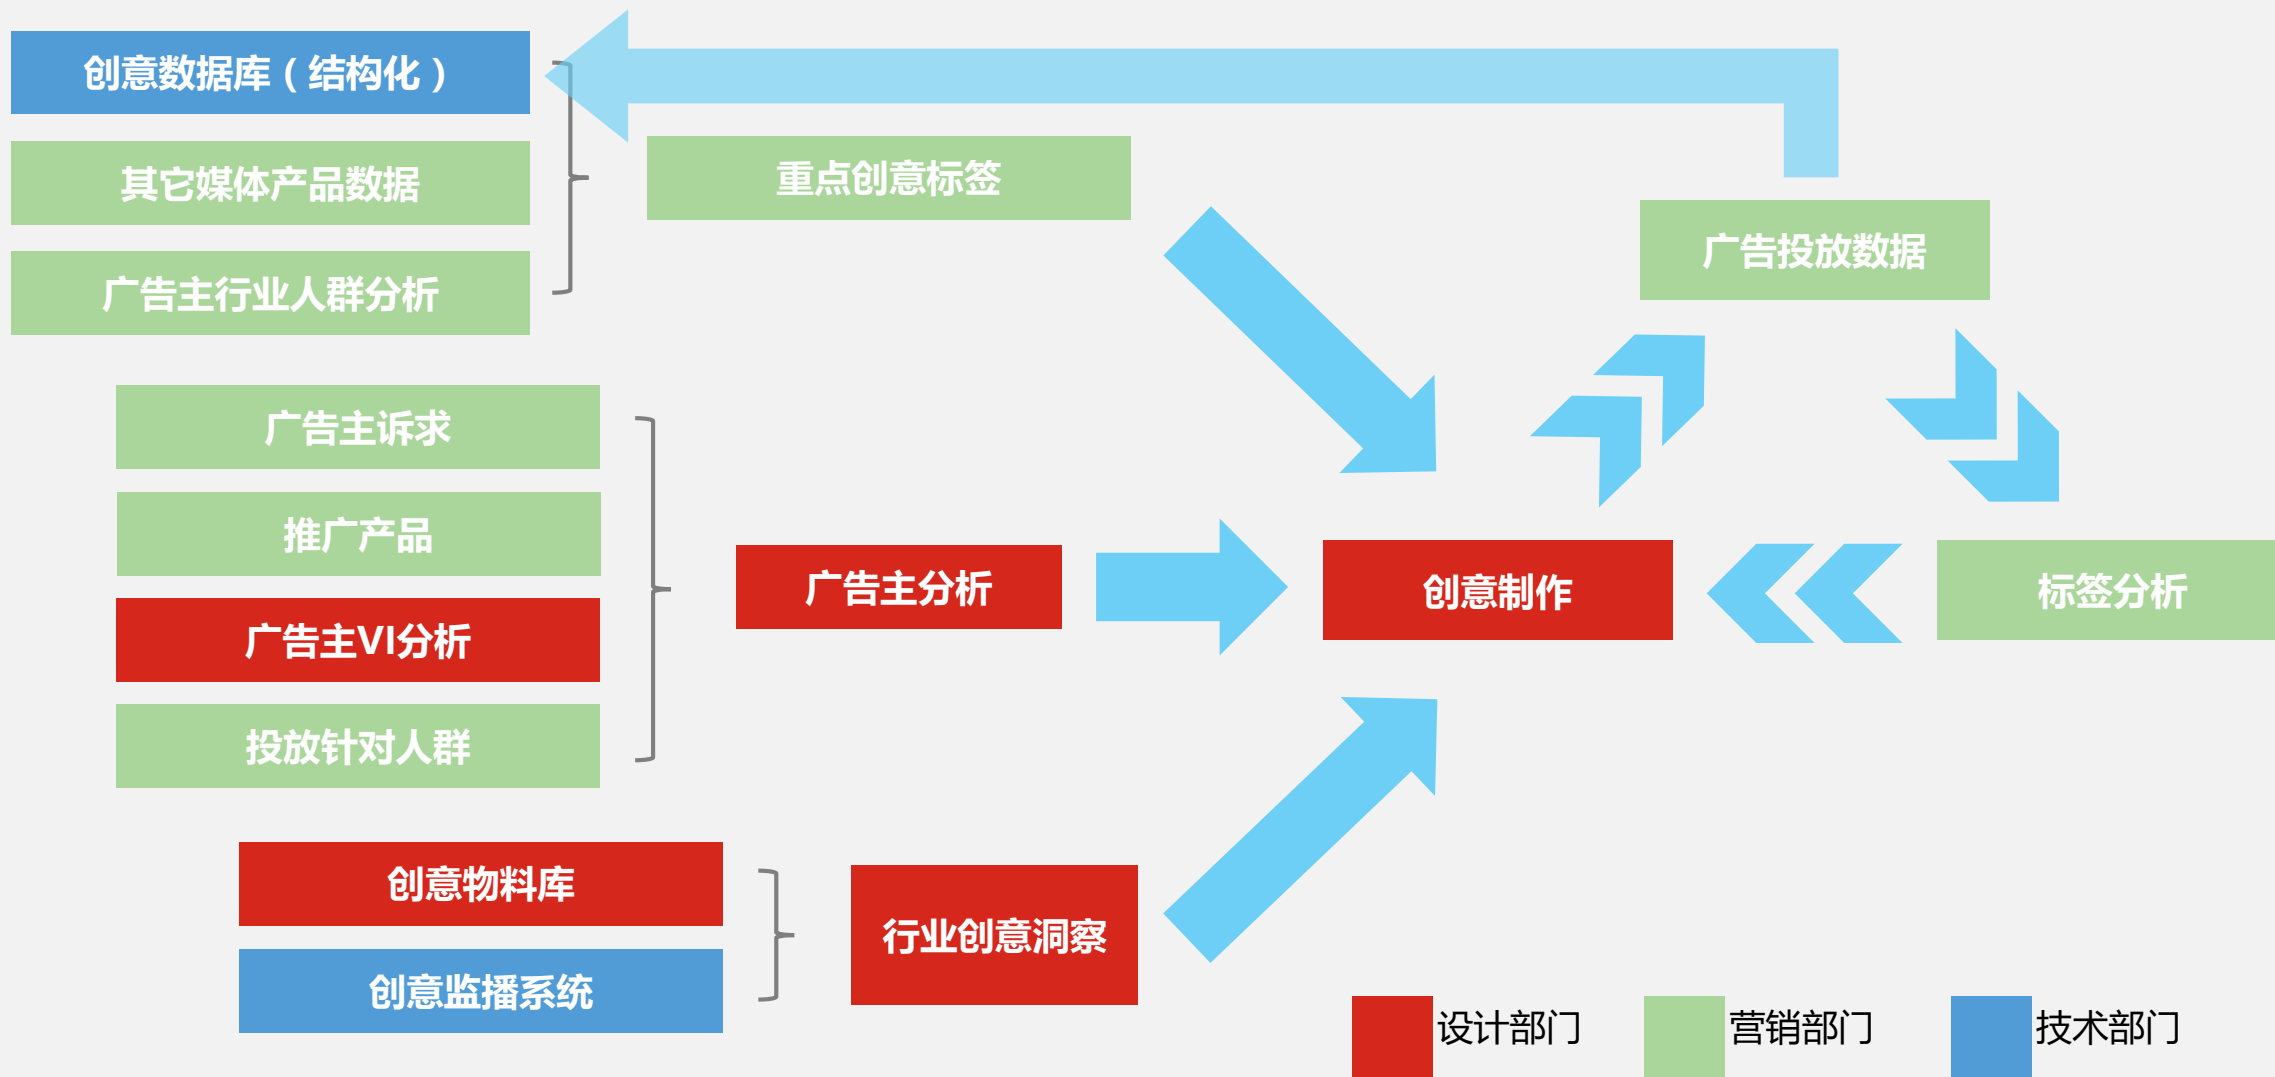 创意数据库（结构化）
其它媒体产品数据
广告主行业人群分析
重点创意标签
广告投放数据
广告主诉求
推广产品
广告主VI分析
投放针对人群
广告主分析
创意制作
标签分析
创意物料库
创意监播系统
行业创意洞察
设计部门
营销部门
技术部门